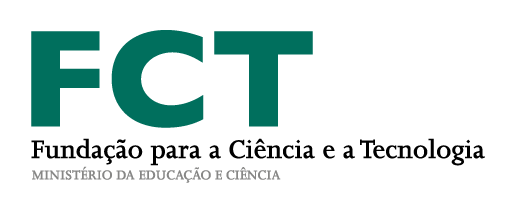 FCT
Fundação para a Ciência e a Tecnologia
MINISTÉRIO DA EDUCAÇÃO E CIÊNCIA